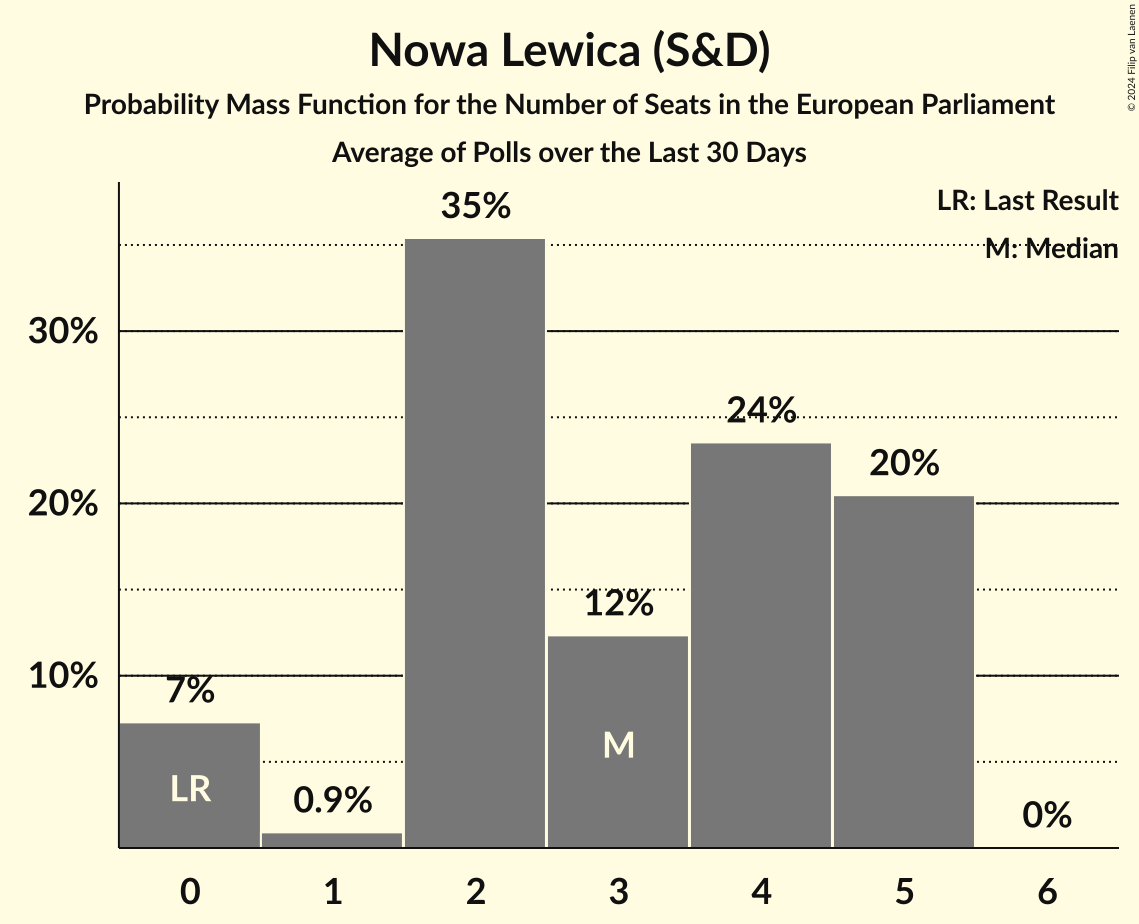 Nowa Lewica (S&D)
Probability Mass Function for the Number of Seats in the European Parliament
Average of Polls over the Last 30 Days
© 2024 Filip van Laenen
LR: Last Result
M: Median
35%
30%
24%
20%
20%
12%
10%
7%
M
LR
0.9%
0%
0 1 2 3 4 5 6